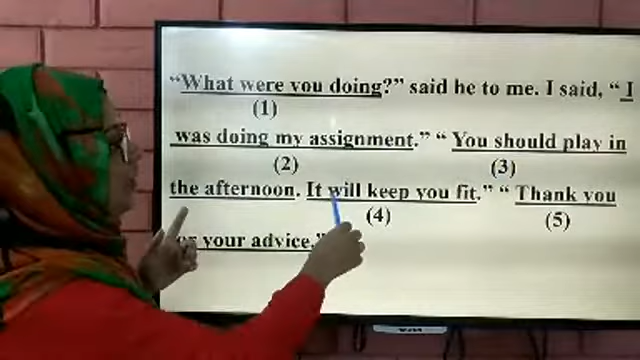 “What were you doing?” said he to me. I said, “ I
(1)
was doing my assignment.” “ You should play in
(2) (3)
the afternoon. It will keep you fit.” “ Thank you
(4) (5)
your advice.”